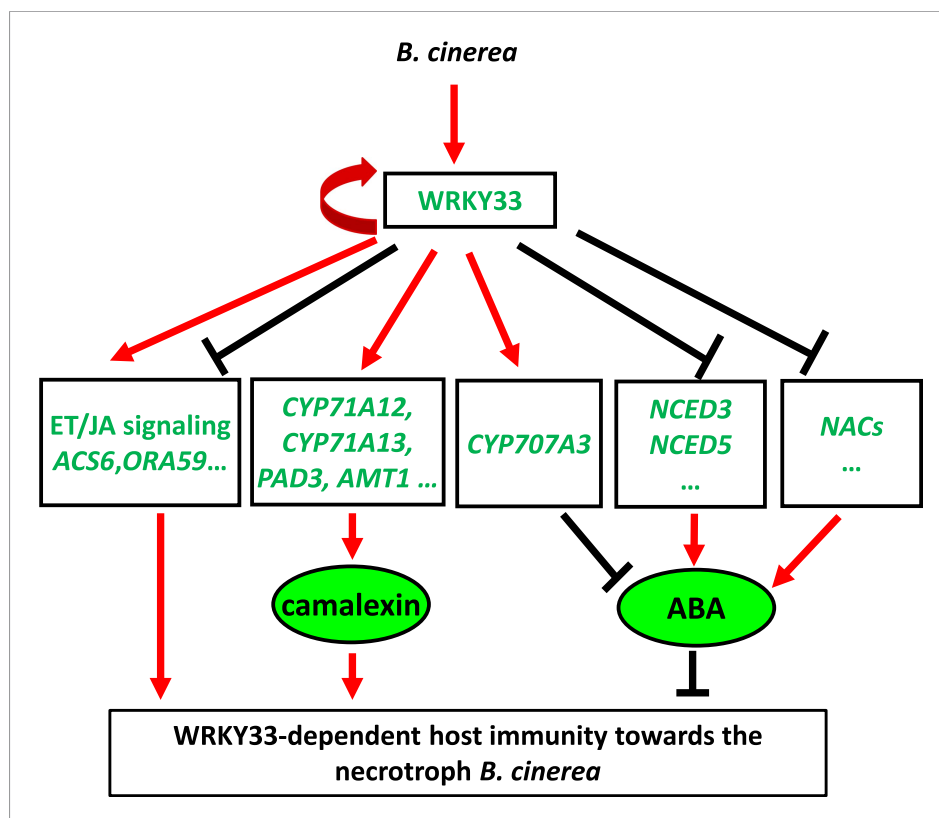 B. cinerea
WRKY33
ET/JA signaling
ACS6,ORA59...
CYP71A12,
CYP71A13,
PAD3, AMT1 ...
CYP707A3
NCED3
NCED5
...
NACs
...
camalexin
ABA
WRKY33-dependent host immunity towards the
necrotroph B. cinerea